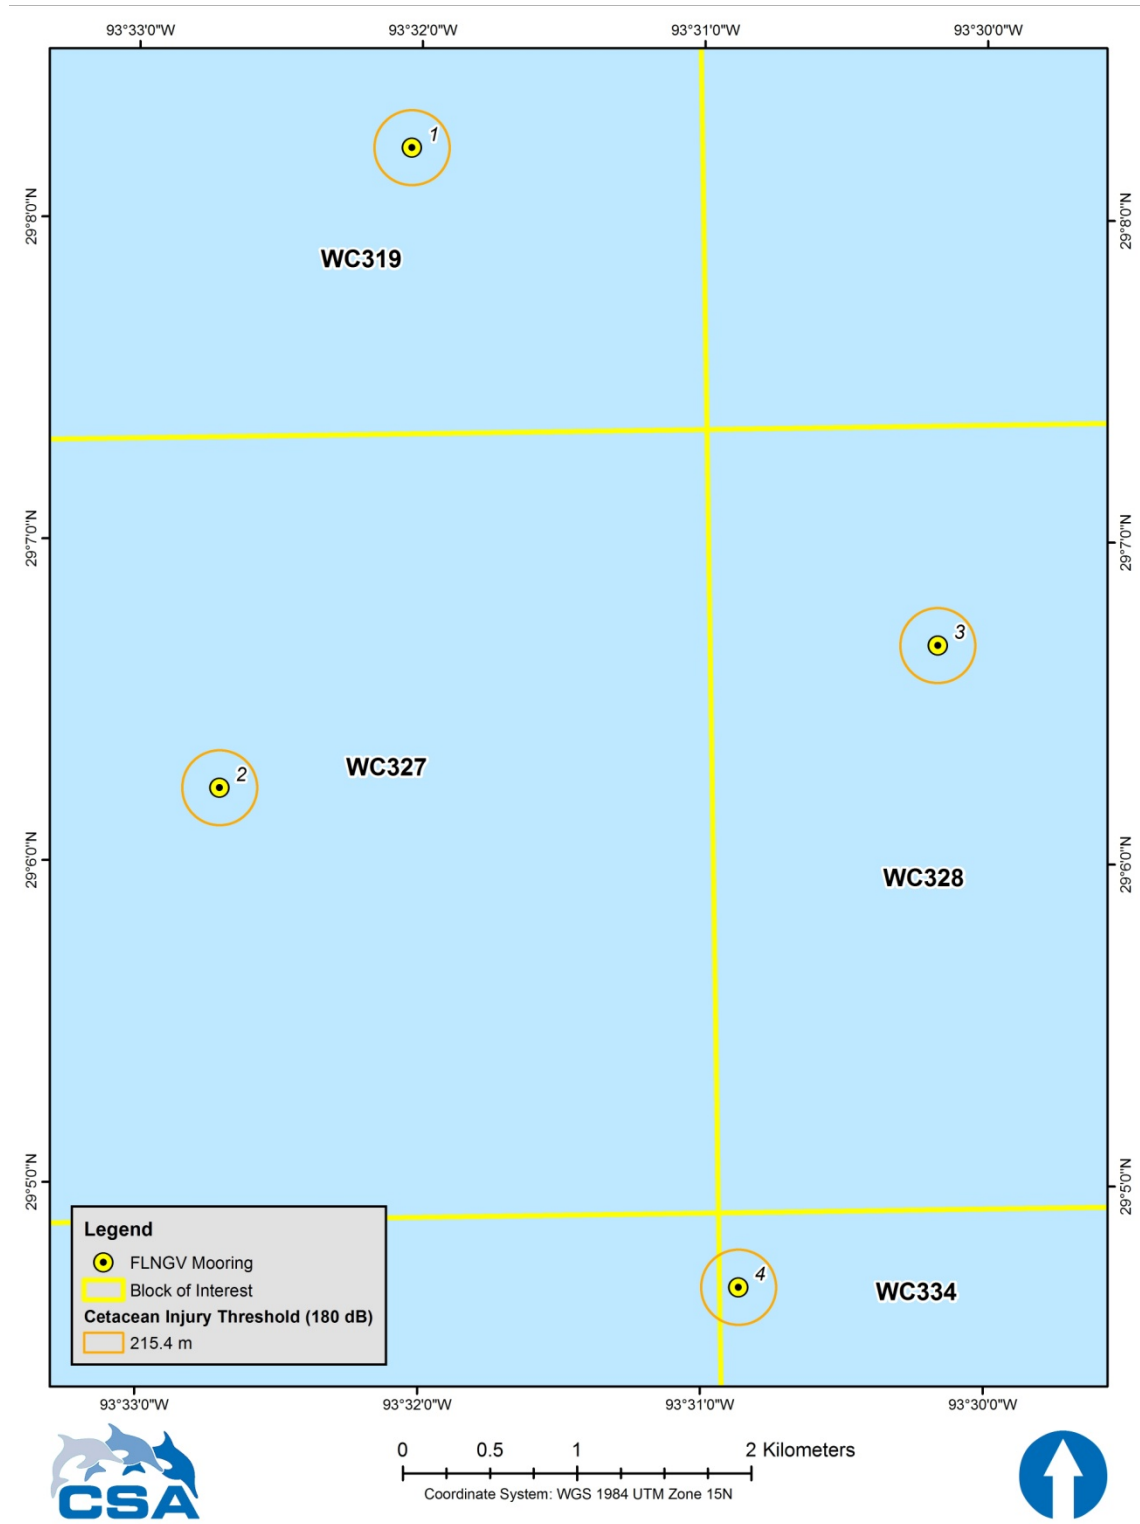 93°33'0"W 93°32'0"W 93°31'0"W 93°30'0"W
1
29°8'0"N 29°8'0"N
WC319
29°7'0"N 29°7'0"N
3
2
WC327
29°6'0"N 29°6'0"N
WC328
29°5'0"N 29°5'0"N
Legend
FLNGV Mooring
Block of Interest
Cetacean Injury Threshold (180 dB)
215.4 m
4
WC334
93°33'0"W 93°32'0"W 93°31'0"W 93°30'0"W
0 0.5 1 2 Kilometers
Coordinate System: WGS 1984 UTM Zone 15N
CSA